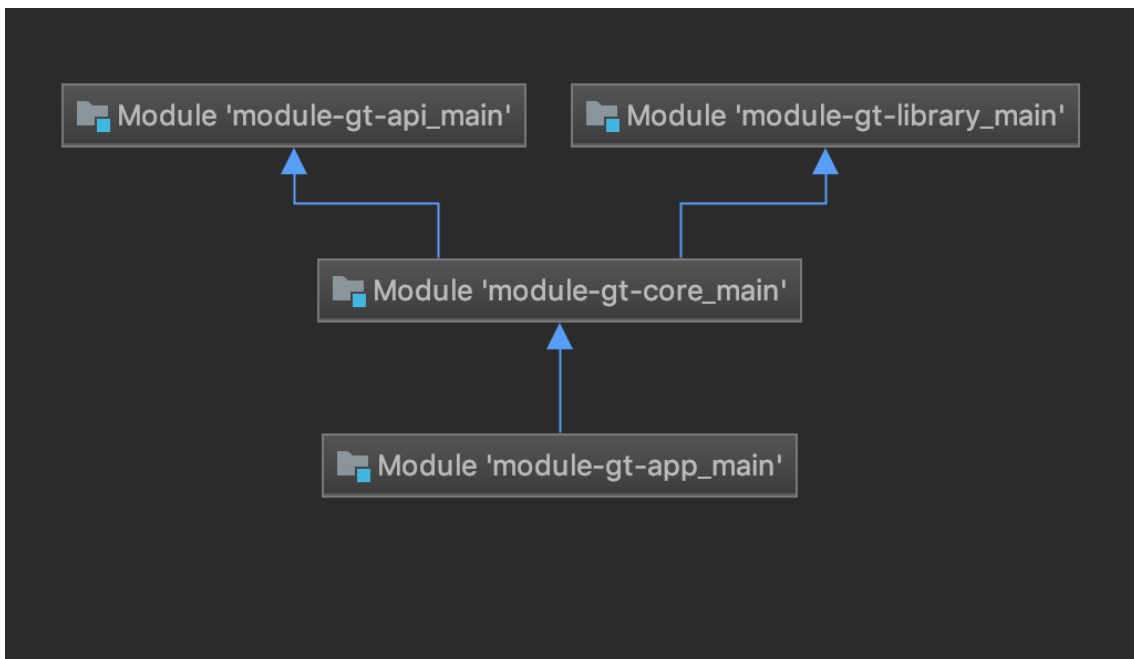 Module 'module-gt-api_main'
Module 'module-gt-library_main'
Module 'module-gt-core_main'
Module 'module-gt-app_main'